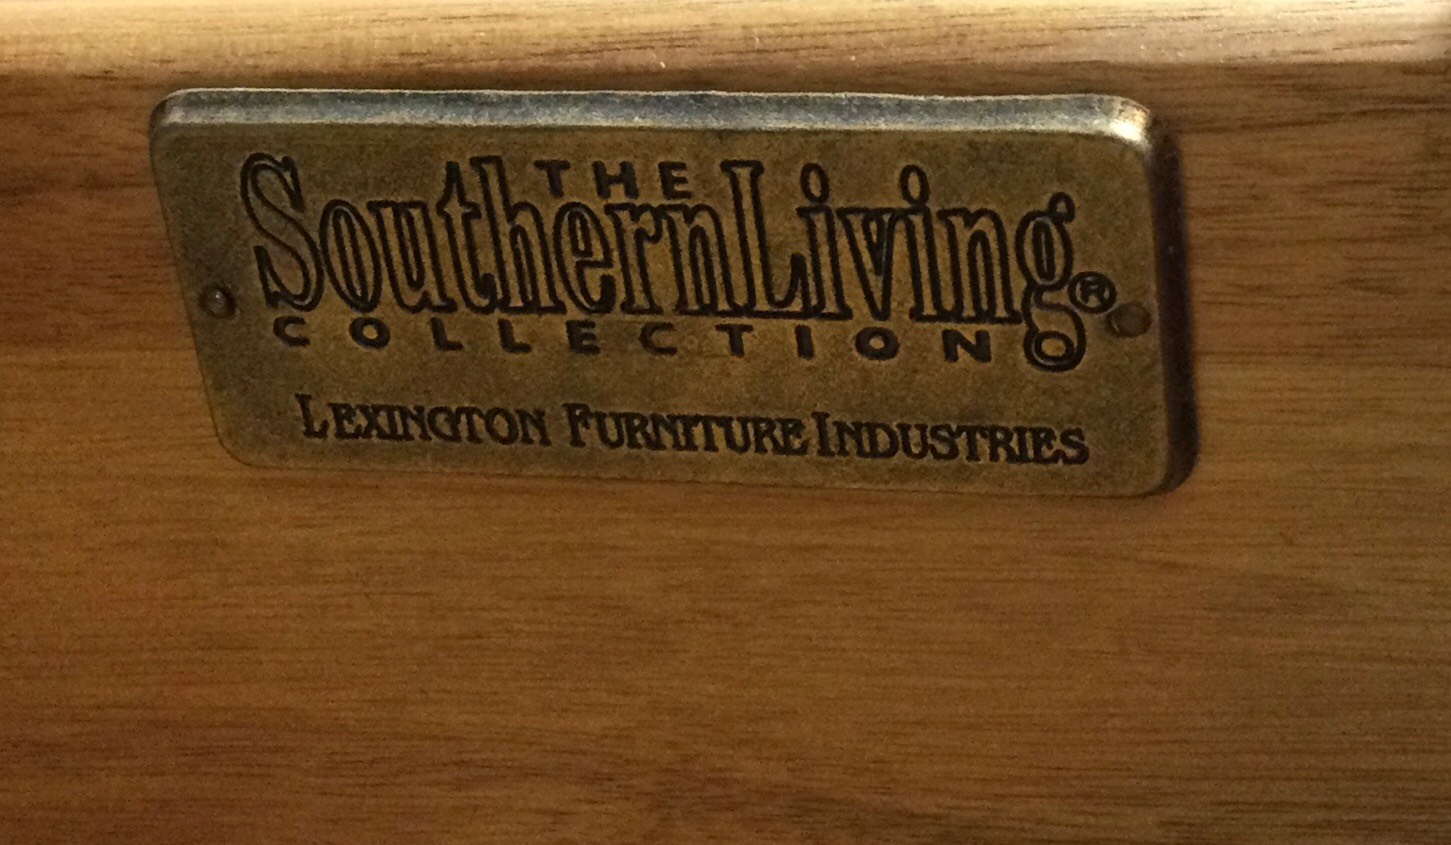 THE
SouthernLiving®
COLLECTION
LEXINGTON FURNITURE INDUSTRIES